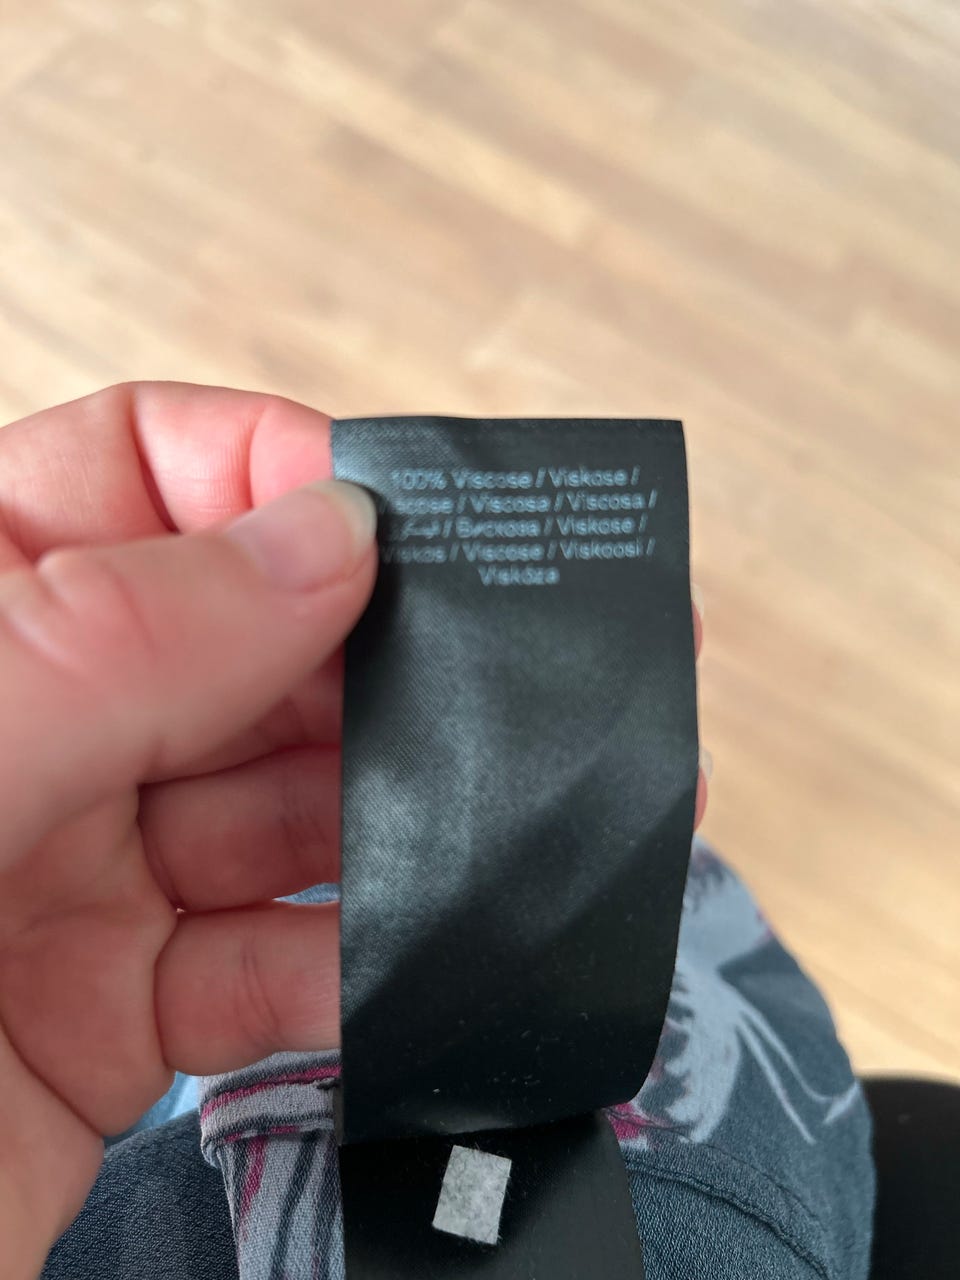 100% Viscose / Viskose /
/ Viscosa / Viscosa /
/ Вискоза / Viskose /
Viskos / Viscose / Viskoosi /
Viskóza